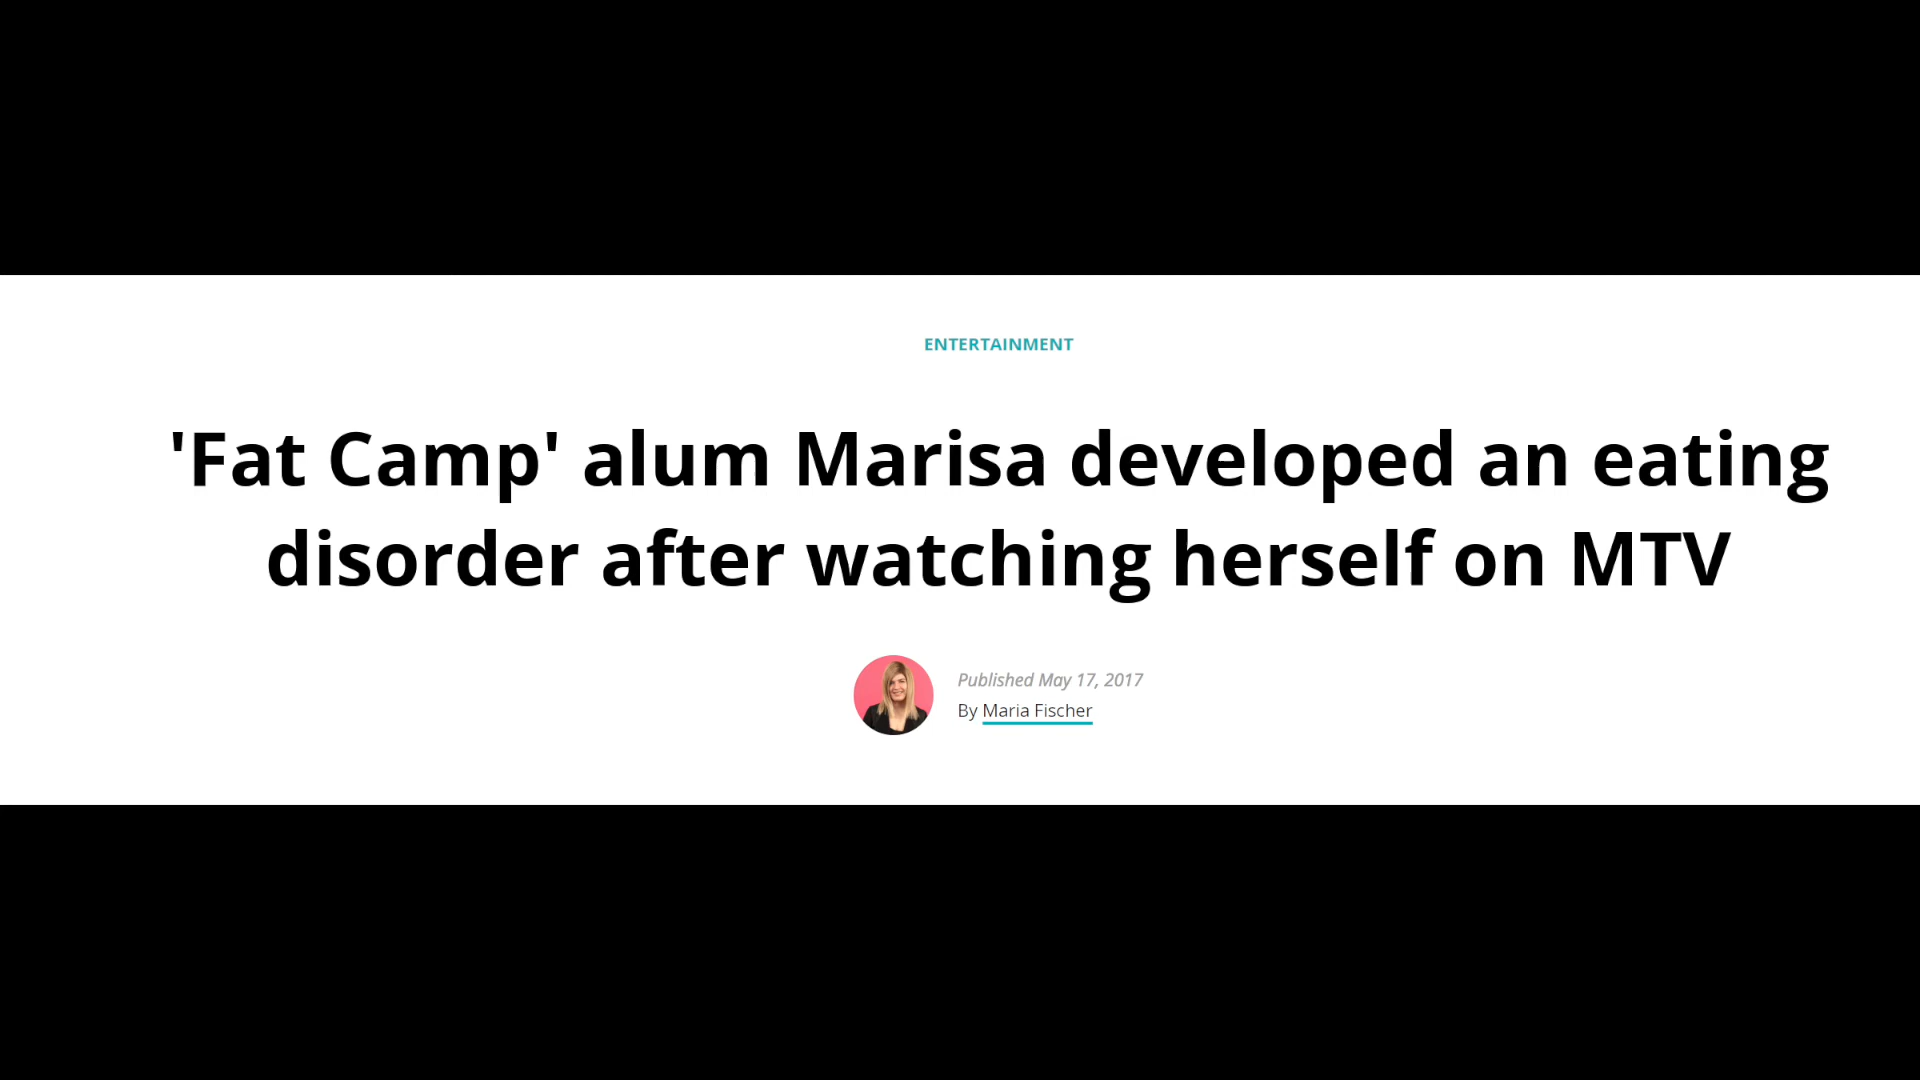 ENTERTAINMENT
'Fat Camp' alum Marisa developed an eating
disorder after watching herself on MTV
Published May 17, 2017
By Maria Fischer